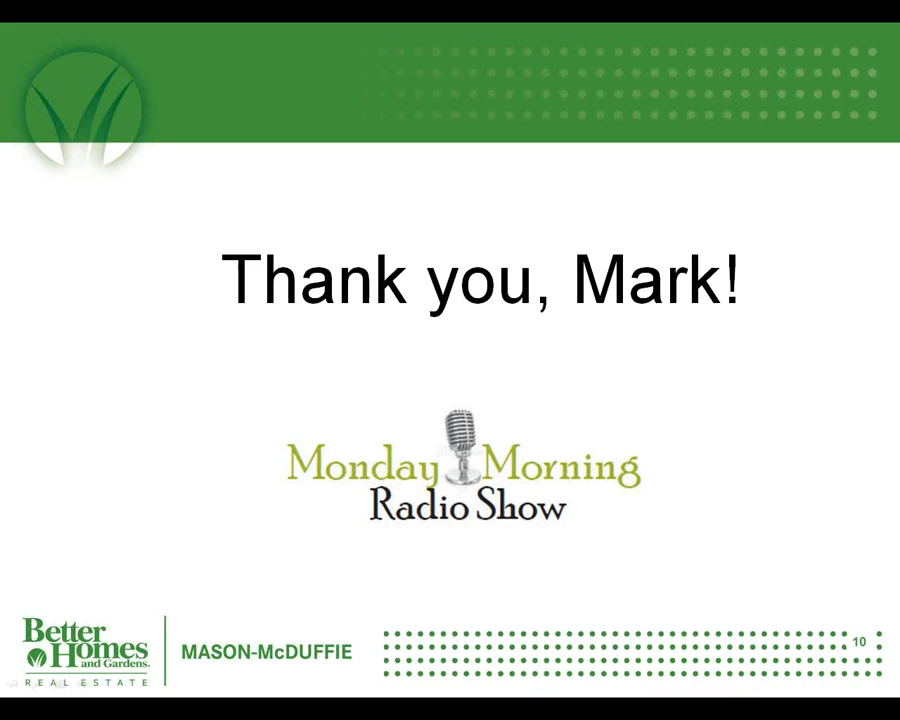 Thank you, Mark!
Monday Morning
Radio Show
Better
Homes
and Gardens.
REAL ESTATE
MASON-McDUFFIE
10